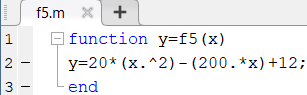 f5.m
1 function y=f5(x)
2 – y=20*(x.^2)-(200.*x)+12;
3 – end